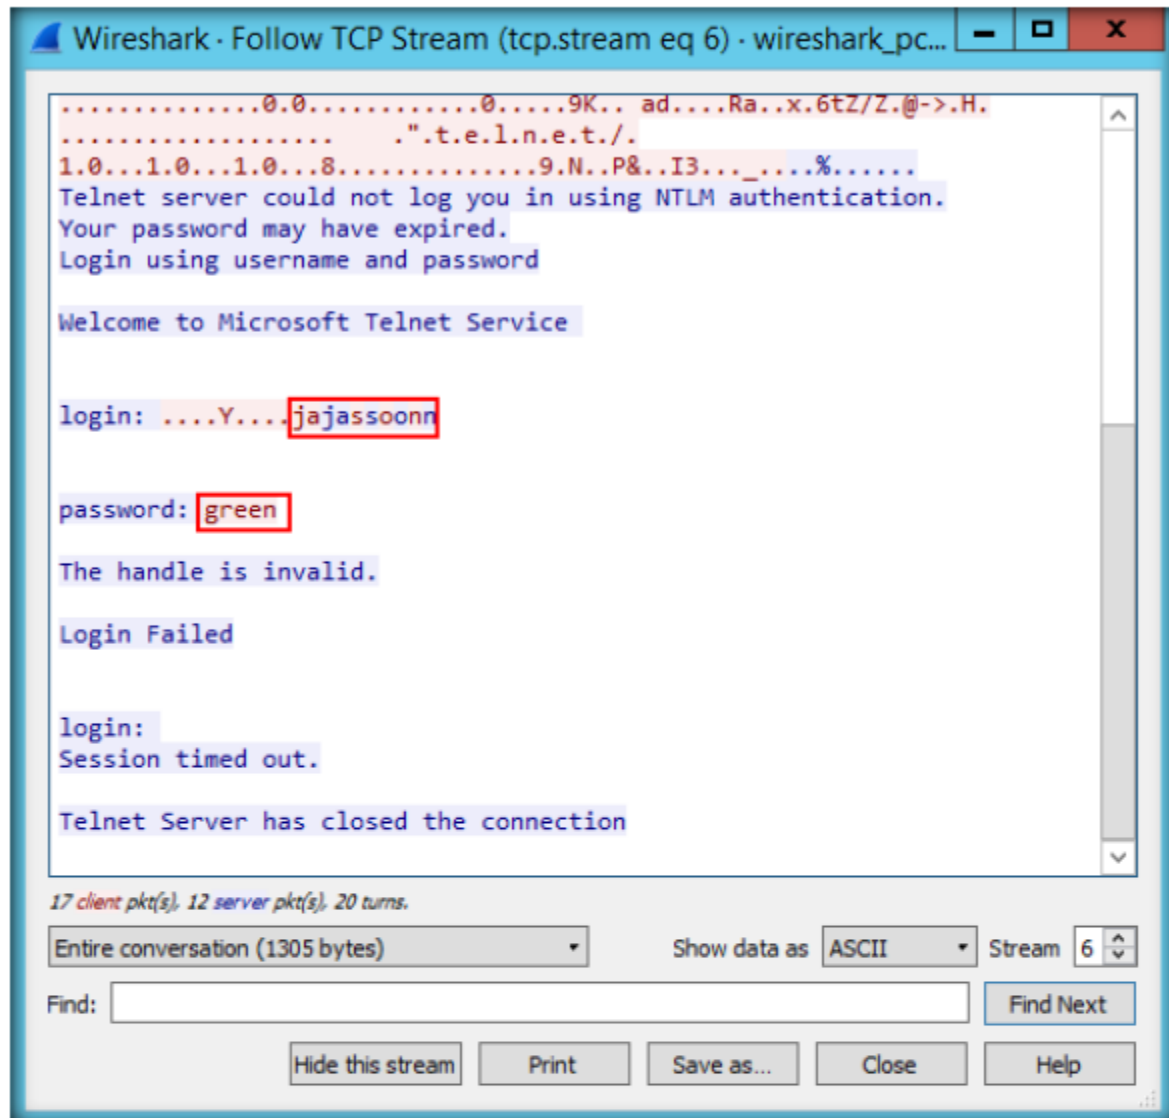 Wireshark · Follow TCP Stream (tcp.stream eq 6) · wireshark_pc...
..............0.0............0.....9K.. ad....Ra..x.6tZ/Z.@->.H.
................... .".t.e.l.n.e.t./.
1.0...1.0...1.0...8..............9.N..P&..I3..._....%......
Telnet server could not log you in using NTLM authentication.
Your password may have expired.
Login using username and password
Welcome to Microsoft Telnet Service
login: ....Y....jajassoonn
password: green
The handle is invalid.
Login Failed
login:
Session timed out.
Telnet Server has closed the connection
17 client pkt(s), 12 server pkt(s), 20 turns.
Entire conversation (1305 bytes) Show data as ASCII Stream 6
Find: Find Next
Hide this stream Print Save as... Close Help